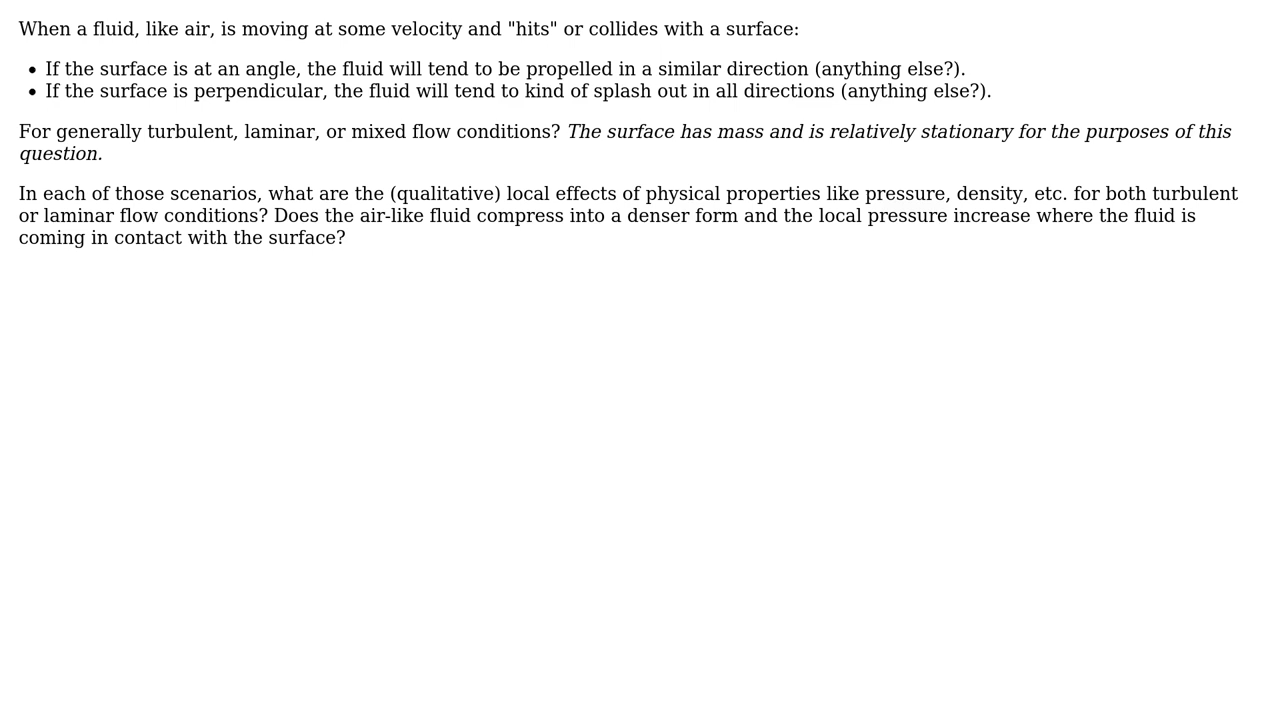 When a fluid, like air, is moving at some velocity and "hits" or collides with a surface:
• If the surface is at an angle, the fluid will tend to be propelled in a similar direction (anything else?).
• If the surface is perpendicular, the fluid will tend to kind of splash out in all directions (anything else?).
For generally turbulent, laminar, or mixed flow conditions? The surface has mass and is relatively stationary for the purposes of this
question.
In each of those scenarios, what are the (qualitative) local effects of physical properties like pressure, density, etc. for both turbulent
or laminar flow conditions? Does the air-like fluid compress into a denser form and the local pressure increase where the fluid is
coming in contact with the surface?